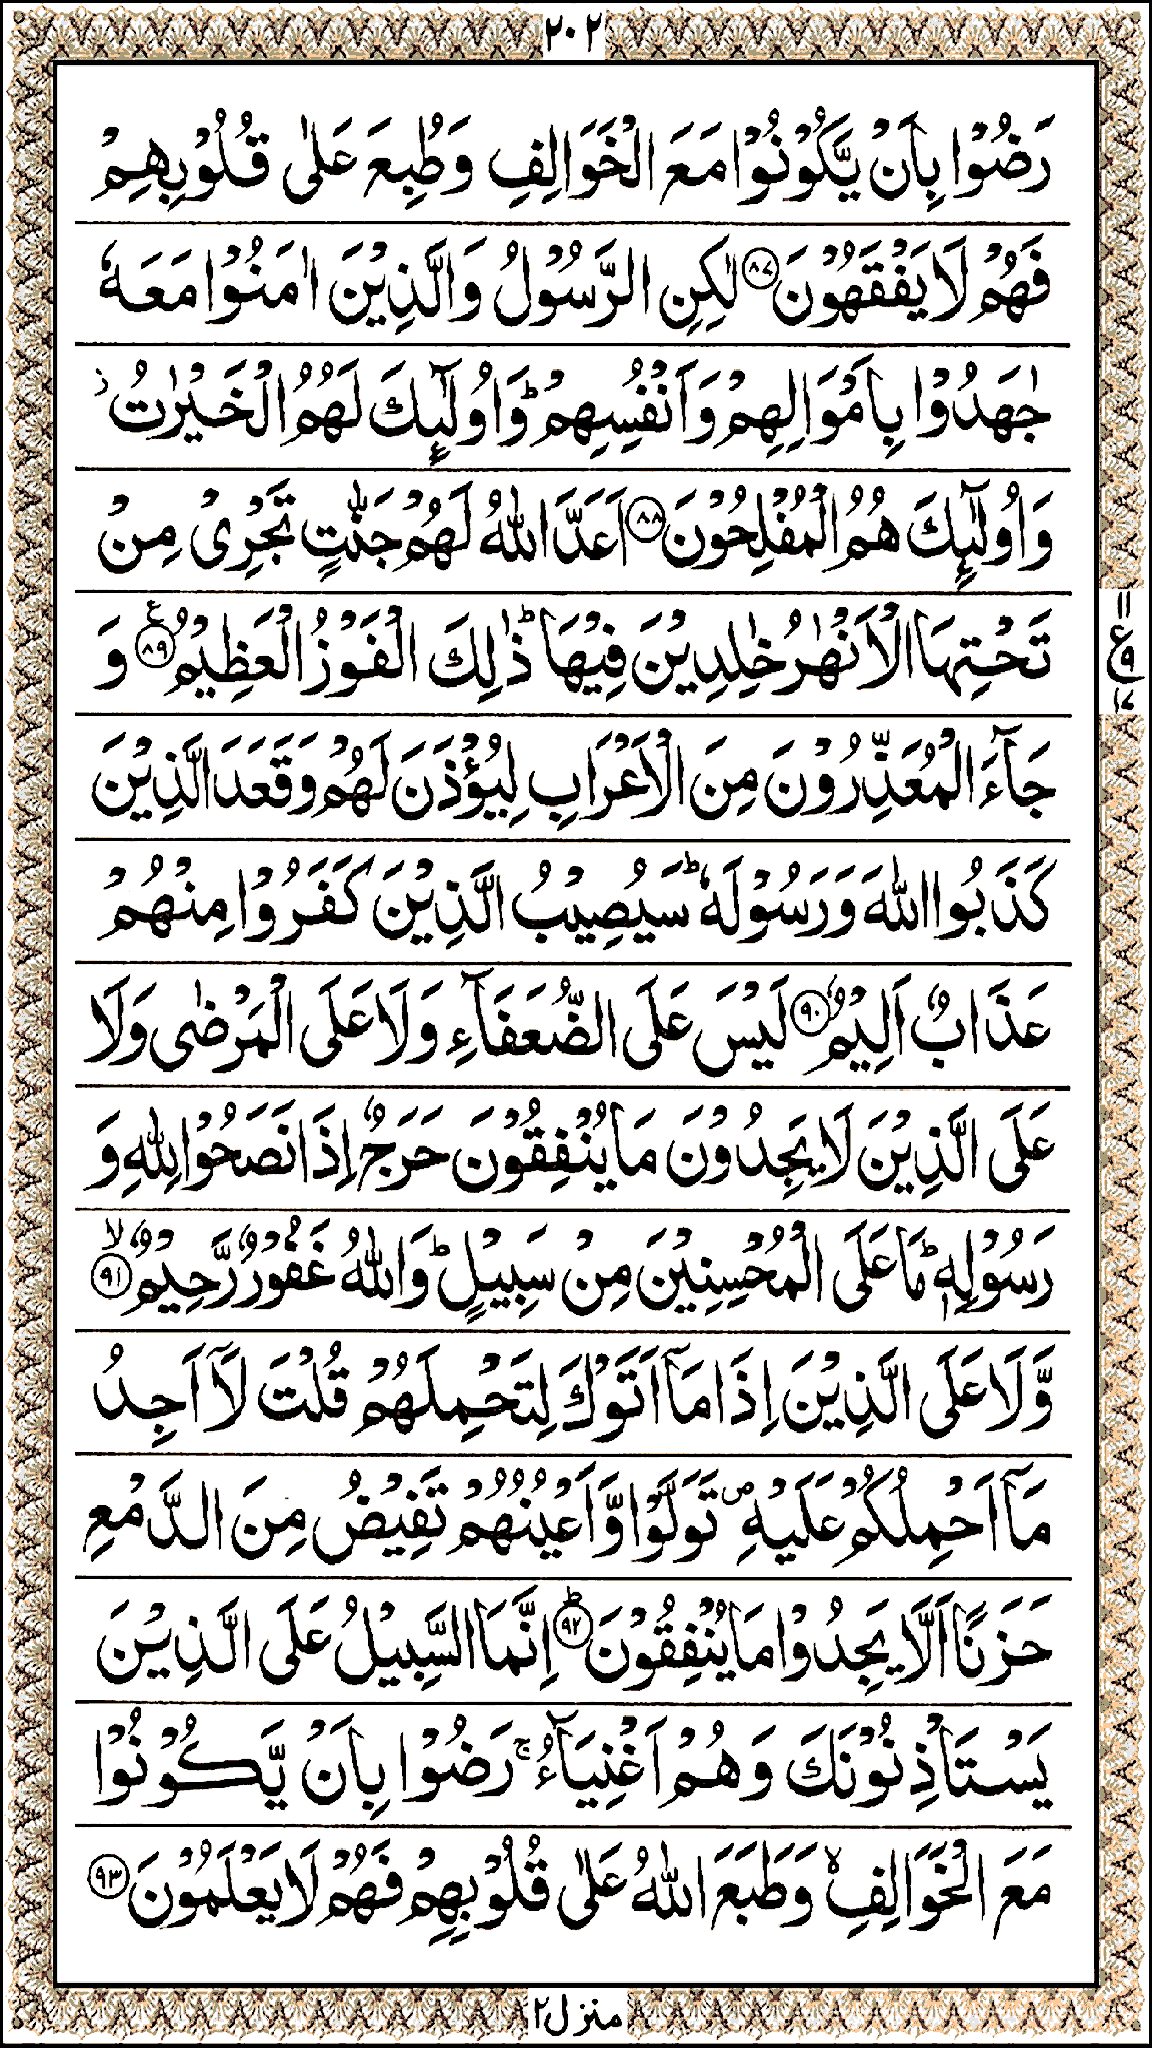 ٢٠٢
رَضُوْا بِاَنْ يَّكُوْنُوْا مَعَ الْخَوَالِفِ وَطُبِعَ عَلٰى قُلُوْبِهِمْ
فَهُمْ لَا يَفْقَهُوْنَ ﴿٨٧﴾ لٰكِنِ الرَّسُوْلُ وَالَّذِيْنَ اٰمَنُوْا مَعَهٗ
جٰهَدُوْا بِاَمْوَالِهِمْ وَاَنْفُسِهِمْ ؕ وَاُولٰٓئِكَ لَهُمُ الْخَيْرٰتُ ؗ
وَاُولٰٓئِكَ هُمُ الْمُفْلِحُوْنَ ﴿٨٨﴾ اَعَدَّ اللّٰهُ لَهُمْ جَنّٰتٍ تَجْرِىْ مِنْ
تَحْتِهَا الْاَنْهٰرُ خٰلِدِيْنَ فِيْهَا ؕ ذٰلِكَ الْفَوْزُ الْعَظِيْمُ ﴿٨٩﴾ ع وَ
١١
ع
٩
١٧
جَآءَ الْمُعَذِّرُوْنَ مِنَ الْاَعْرَابِ لِيُؤْذَنَ لَهُمْ وَقَعَدَ الَّذِيْنَ
كَذَبُوا اللّٰهَ وَرَسُوْلَهٗ ؕ سَيُصِيْبُ الَّذِيْنَ كَفَرُوْا مِنْهُمْ
عَذَابٌ اَلِيْمٌ ﴿٩٠﴾ لَيْسَ عَلَى الضُّعَفَآءِ وَلَا عَلَى الْمَرْضٰى وَلَا
عَلَى الَّذِيْنَ لَا يَجِدُوْنَ مَا يُنْفِقُوْنَ حَرَجٌ اِذَا نَصَحُوْا لِلّٰهِ وَ
رَسُوْلِهٖ ؕ مَا عَلَى الْمُحْسِنِيْنَ مِنْ سَبِيْلٍ ؕ وَاللّٰهُ غَفُوْرٌ رَّحِيْمٌ ﴿٩١﴾ ۙ
وَّلَا عَلَى الَّذِيْنَ اِذَا مَاۤ اَتَوْكَ لِتَحْمِلَهُمْ قُلْتَ لَاۤ اَجِدُ
مَاۤ اَحْمِلُكُمْ عَلَيْهِ ۪ تَوَلَّوْا وَّاَعْيُنُهُمْ تَفِيْضُ مِنَ الدَّمْعِ
حَزَنًا اَلَّا يَجِدُوْا مَا يُنْفِقُوْنَ ﴿٩٢﴾ ؕ اِنَّمَا السَّبِيْلُ عَلَى الَّذِيْنَ
يَسْتَاْذِنُوْنَكَ وَهُمْ اَغْنِيَآءُ ۚ رَضُوْا بِاَنْ يَّكُوْنُوْا
مَعَ الْخَوَالِفِ ۙ وَطَبَعَ اللّٰهُ عَلٰى قُلُوْبِهِمْ فَهُمْ لَا يَعْلَمُوْنَ ﴿٩٣﴾
منزل ٢